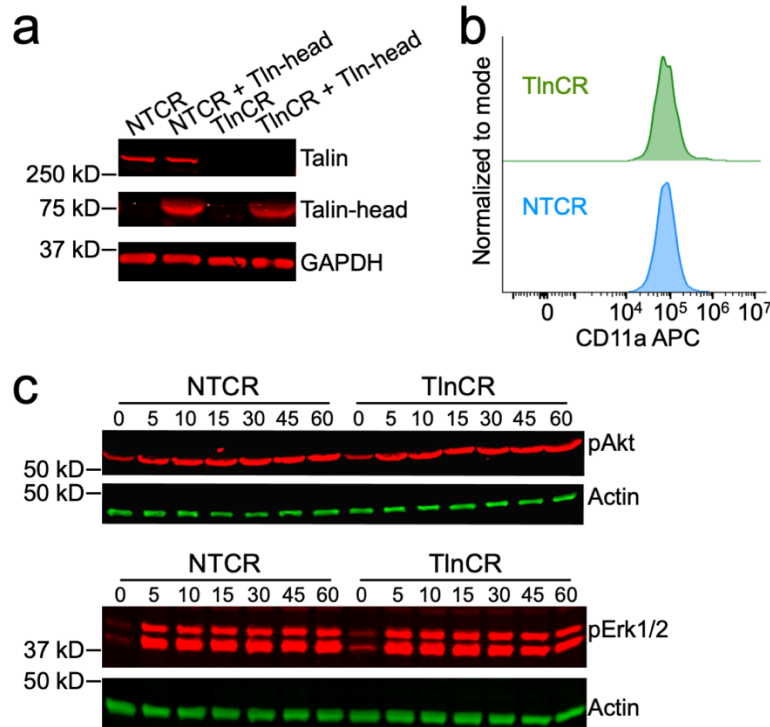 a
NTCR
NTCR + Tln-head
TlnCR
TlnCR + Tln-head
Talin
250 kD
75 kD
Talin-head
37 kD
GAPDH
b
Normalized to mode
TlnCR
NTCR
0 10⁴ 10⁵ 10⁶ 10⁷
CD11a APC
c
NTCR TlnCR
0 5 10 15 30 45 60 0 5 10 15 30 45 60
pAkt
50 kD
50 kD
Actin
NTCR TlnCR
0 5 10 15 30 45 60 0 5 10 15 30 45 60
pErk1/2
37 kD
50 kD
Actin